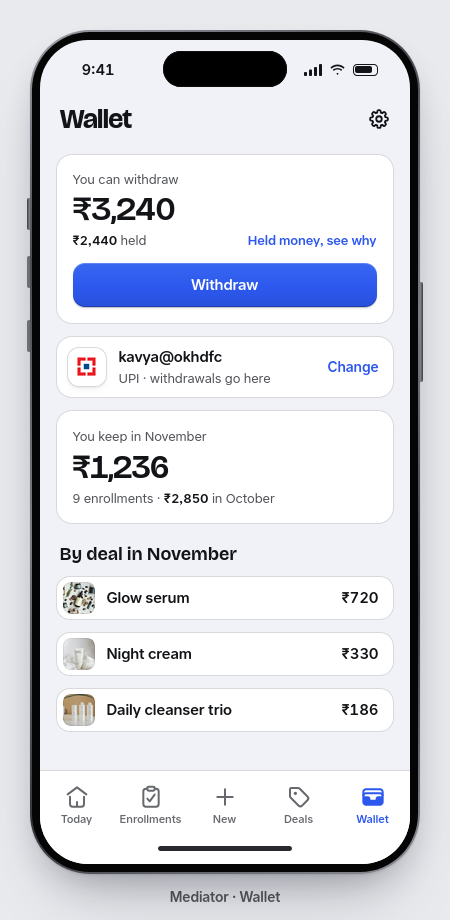 9:41
Wallet
You can withdraw
₹3,240
₹2,440 held
Held money, see why
Withdraw
kavya@okhdfc
UPI · withdrawals go here
Change
You keep in November
₹1,236
9 enrollments · ₹2,850 in October
By deal in November
Glow serum
₹720
Night cream
₹330
Daily cleanser trio
₹186
Today
Enrollments
New
Deals
Wallet
Mediator · Wallet